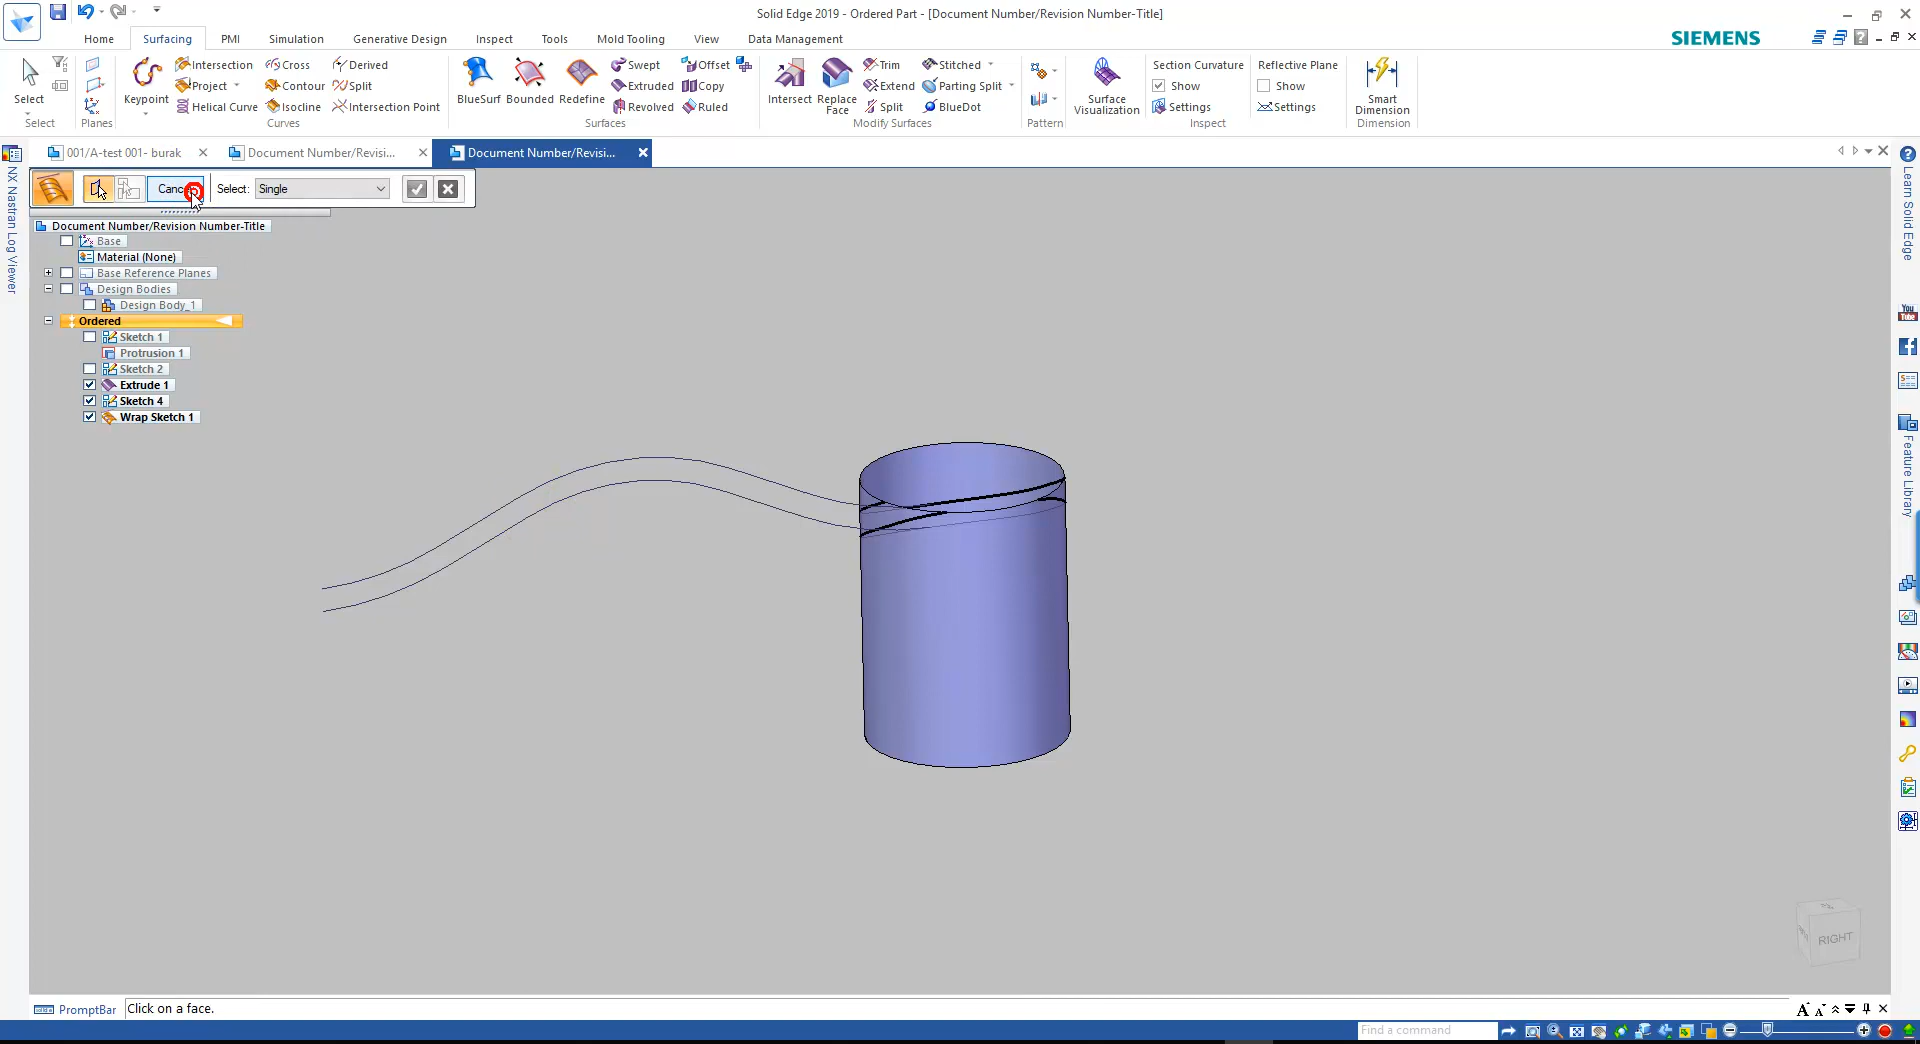 Solid Edge 2019 - Ordered Part - [Document Number/Revision Number-Title]
Home Surfacing PMI Simulation Generative Design Inspect Tools Mold Tooling View Data Management
SIEMENS
Select
Select
Planes
Keypoint
Intersection
Project
Helical Curve
Cross
Contour
Isocline
Derived
Split
Intersection Point
Curves
BlueSurf
Bounded
Redefine
Swept
Extruded
Revolved
Offset
Copy
Ruled
Surfaces
Intersect
Replace
Face
Trim
Extend
Split
Stitched
Parting Split
BlueDot
Modify Surfaces
Pattern
Surface
Visualization
Section Curvature
Show
Settings
Inspect
Reflective Plane
Show
Settings
Smart
Dimension
Dimension
001/A-test 001- burak
Document Number/Revisi...
Document Number/Revisi...
Select:
Single
Document Number/Revision Number-Title
Base
Material (None)
Base Reference Planes
Design Bodies
Design Body_1
Ordered
Sketch 1
Protrusion 1
Sketch 2
Extrude 1
Sketch 4
Wrap Sketch 1
NX Nastran Log Viewer
Learn Solid Edge
You
Tube
Feature Library
RIGHT
PromptBar
Click on a face.
Find a command